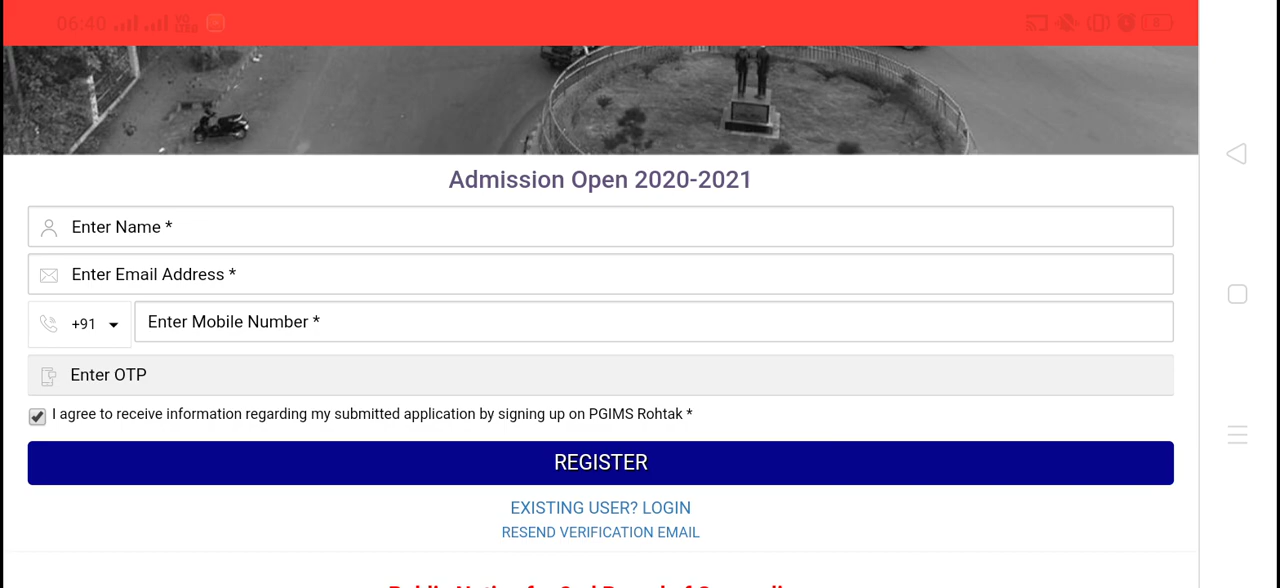 06:40
Admission Open 2020-2021
Enter Name *
Enter Email Address *
+91 Enter Mobile Number *
Enter OTP
I agree to receive information regarding my submitted application by signing up on PGIMS Rohtak *
REGISTER
EXISTING USER? LOGIN
RESEND VERIFICATION EMAIL